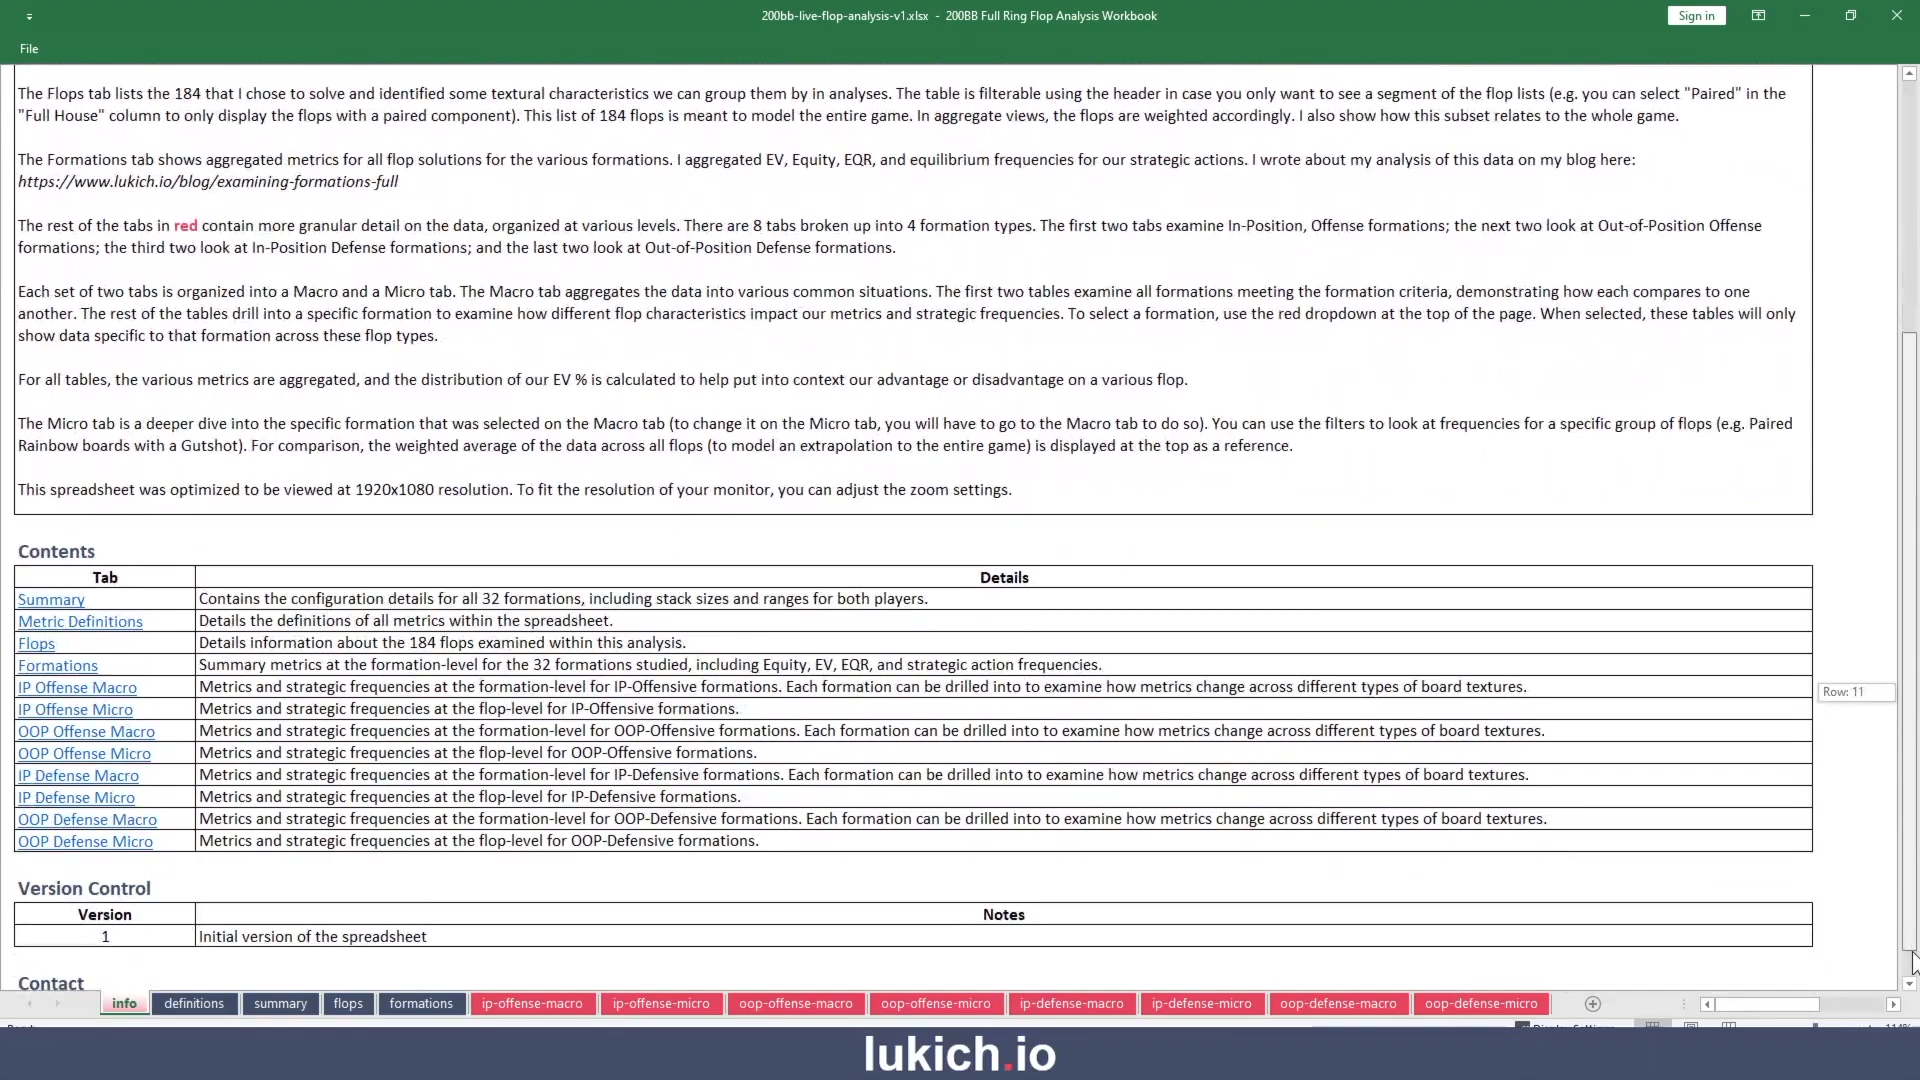 200bb-live-flop-analysis-v1.xlsx - 200BB Full Ring Flop Analysis Workbook
Sign in
File
The Flops tab lists the 184 that I chose to solve and identified some textural characteristics we can group them by in analyses. The table is filterable using the header in case you only want to see a segment of the flop lists (e.g. you can select "Paired" in the
"Full House" column to only display the flops with a paired component). This list of 184 flops is meant to model the entire game. In aggregate views, the flops are weighted accordingly. I also show how this subset relates to the whole game.
The Formations tab shows aggregated metrics for all flop solutions for the various formations. I aggregated EV, Equity, EQR, and equilibrium frequencies for our strategic actions. I wrote about my analysis of this data on my blog here:
https://www.lukich.io/blog/examining-formations-full
The rest of the tabs in red contain more granular detail on the data, organized at various levels. There are 8 tabs broken up into 4 formation types. The first two tabs examine In-Position, Offense formations; the next two look at Out-of-Position Offense
formations; the third two look at In-Position Defense formations; and the last two look at Out-of-Position Defense formations.
Each set of two tabs is organized into a Macro and a Micro tab. The Macro tab aggregates the data into various common situations. The first two tables examine all formations meeting the formation criteria, demonstrating how each compares to one
another. The rest of the tables drill into a specific formation to examine how different flop characteristics impact our metrics and strategic frequencies. To select a formation, use the red dropdown at the top of the page. When selected, these tables will only
show data specific to that formation across these flop types.
For all tables, the various metrics are aggregated, and the distribution of our EV % is calculated to help put into context our advantage or disadvantage on a various flop.
The Micro tab is a deeper dive into the specific formation that was selected on the Macro tab (to change it on the Micro tab, you will have to go to the Macro tab to do so). You can use the filters to look at frequencies for a specific group of flops (e.g. Paired
Rainbow boards with a Gutshot). For comparison, the weighted average of the data across all flops (to model an extrapolation to the entire game) is displayed at the top as a reference.
This spreadsheet was optimized to be viewed at 1920x1080 resolution. To fit the resolution of your monitor, you can adjust the zoom settings.
Contents
Tab Details
Summary Contains the configuration details for all 32 formations, including stack sizes and ranges for both players.
Metric Definitions Details the definitions of all metrics within the spreadsheet.
Flops Details information about the 184 flops examined within this analysis.
Formations Summary metrics at the formation-level for the 32 formations studied, including Equity, EV, EQR, and strategic action frequencies.
IP Offense Macro Metrics and strategic frequencies at the formation-level for IP-Offensive formations. Each formation can be drilled into to examine how metrics change across different types of board textures.
Row: 11
IP Offense Micro Metrics and strategic frequencies at the flop-level for IP-Offensive formations.
OOP Offense Macro Metrics and strategic frequencies at the formation-level for OOP-Offensive formations. Each formation can be drilled into to examine how metrics change across different types of board textures.
OOP Offense Micro Metrics and strategic frequencies at the flop-level for OOP-Offensive formations.
IP Defense Macro Metrics and strategic frequencies at the formation-level for IP-Defensive formations. Each formation can be drilled into to examine how metrics change across different types of board textures.
IP Defense Micro Metrics and strategic frequencies at the flop-level for IP-Defensive formations.
OOP Defense Macro Metrics and strategic frequencies at the formation-level for OOP-Defensive formations. Each formation can be drilled into to examine how metrics change across different types of board textures.
OOP Defense Micro Metrics and strategic frequencies at the flop-level for OOP-Defensive formations.
Version Control
Version Notes
1 Initial version of the spreadsheet
Contact
info definitions summary flops formations ip-offense-macro ip-offense-micro oop-offense-macro oop-offense-micro ip-defense-macro ip-defense-micro oop-defense-macro oop-defense-micro
lukich.io